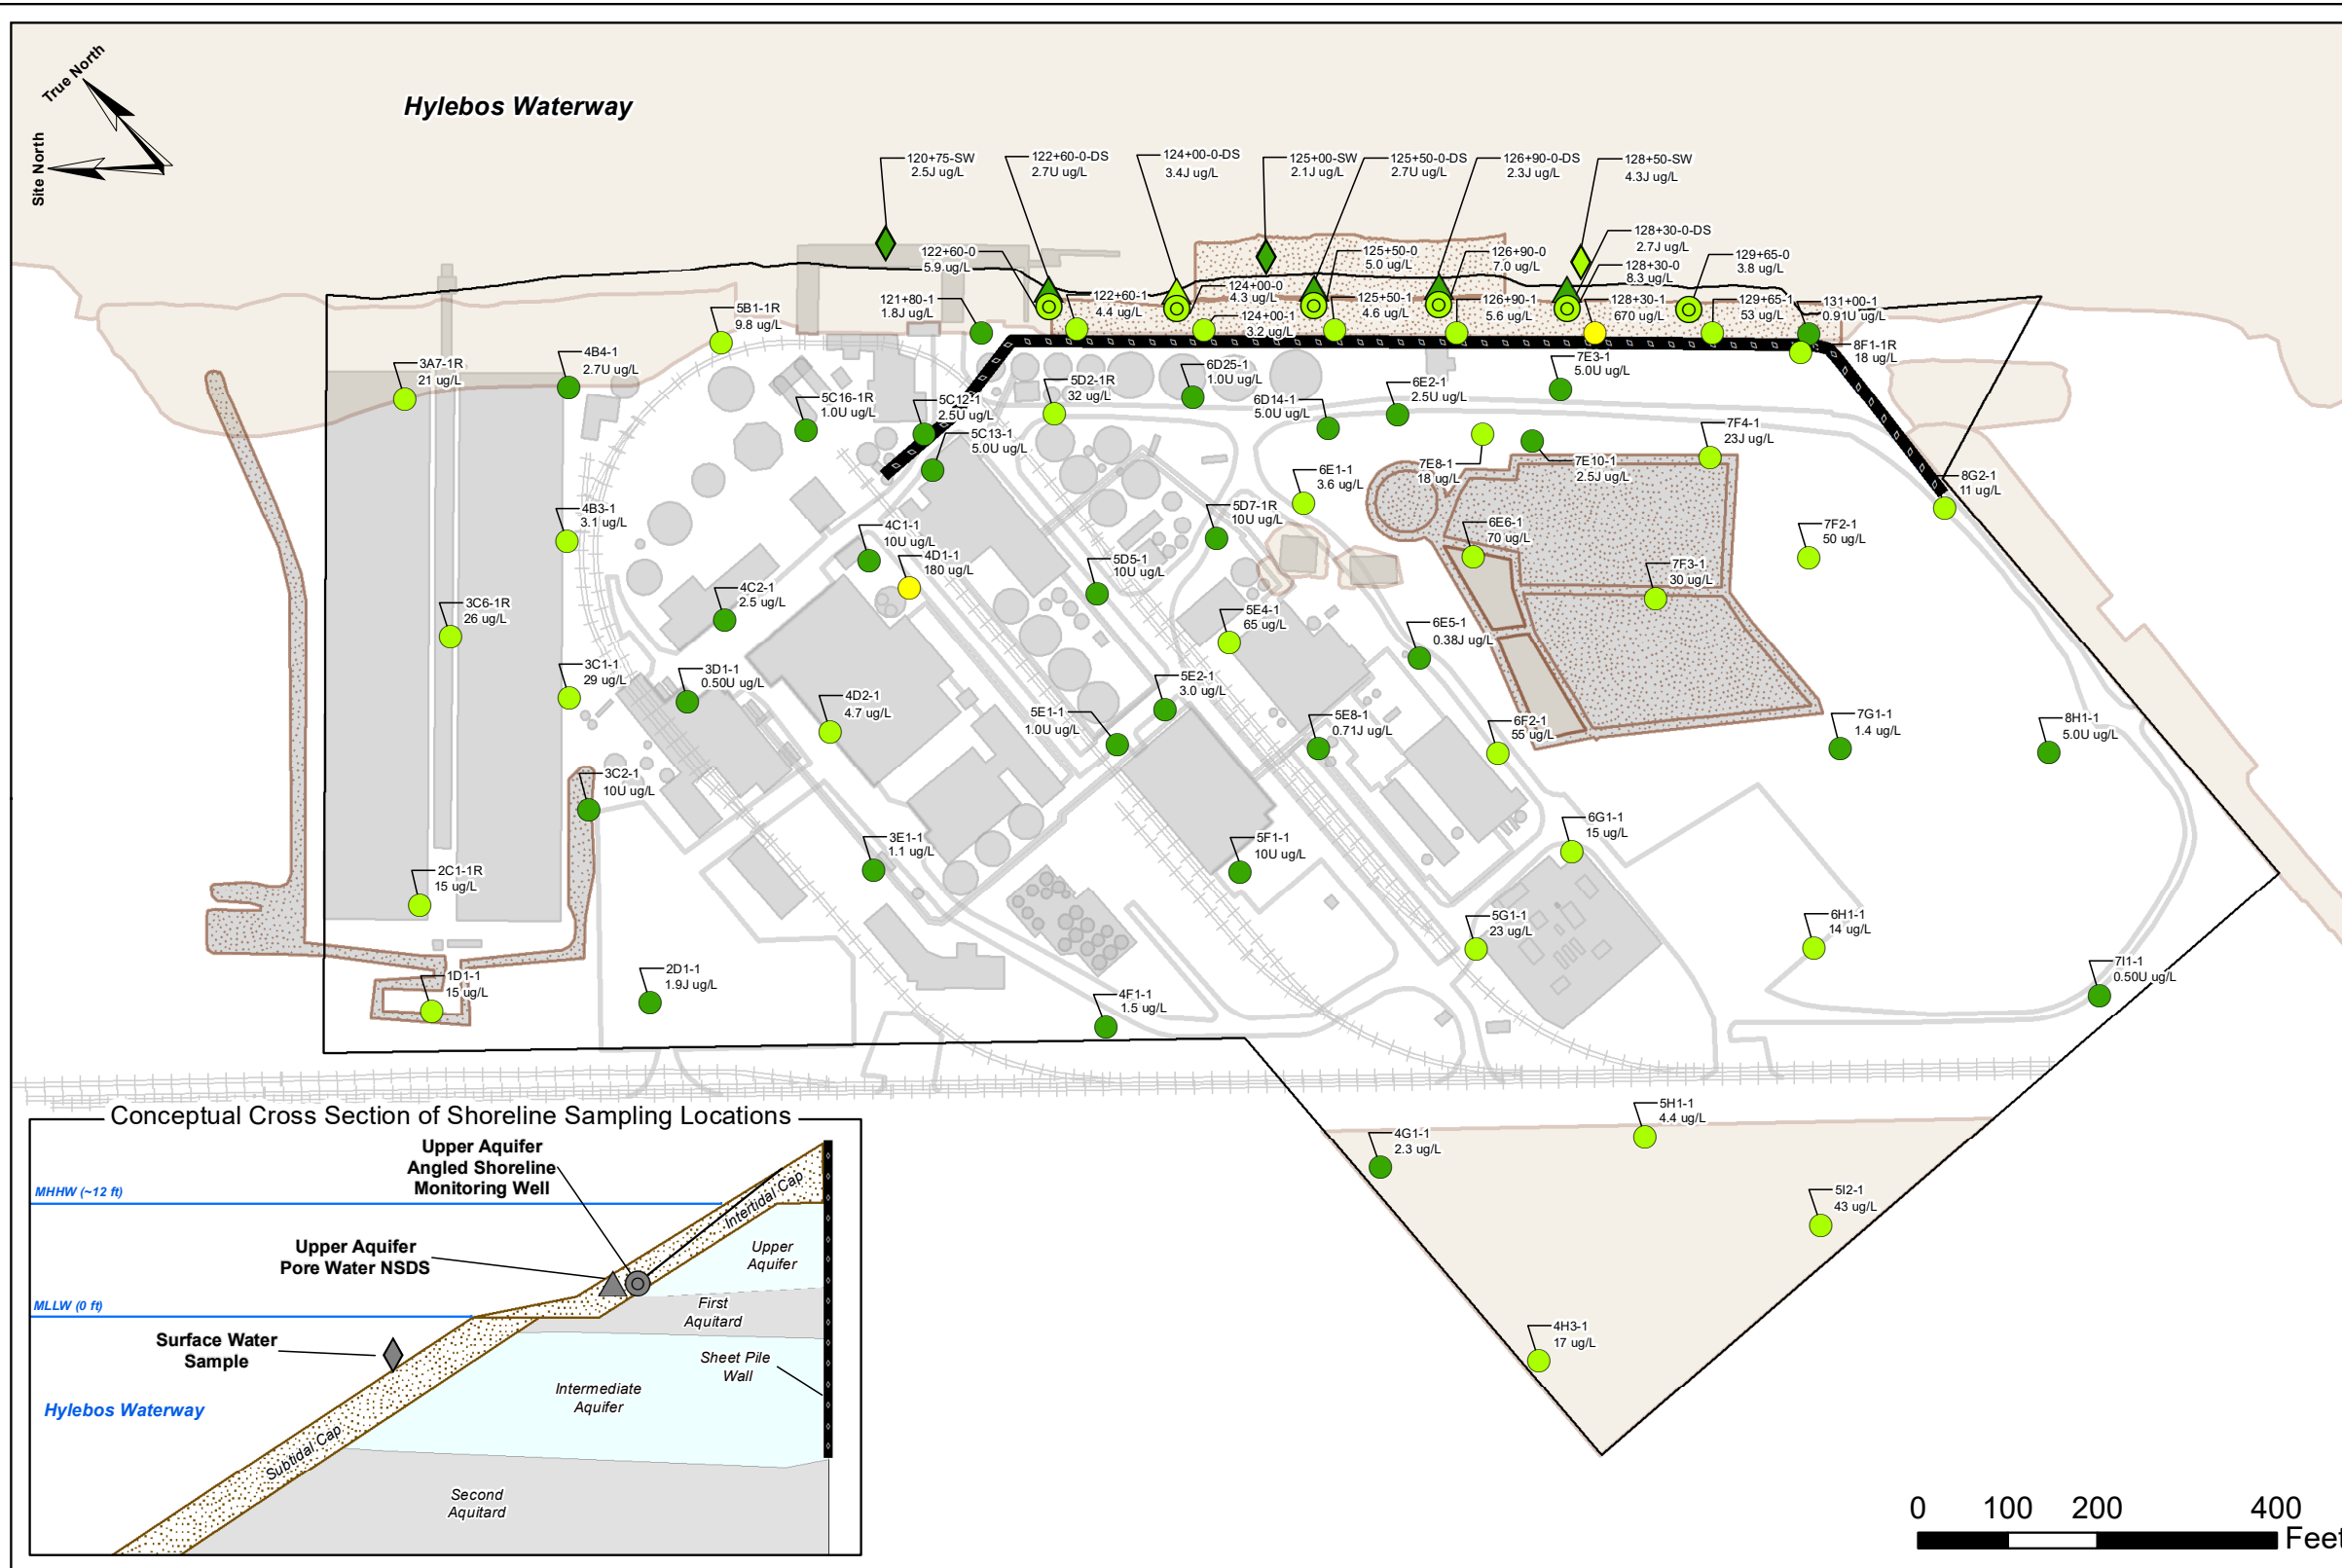 True North
Site North
Hylebos Waterway
120+75-SW
2.5J ug/L
122+60-0-DS
2.7U ug/L
124+00-0-DS
3.4J ug/L
125+00-SW
2.1J ug/L
125+50-0-DS
2.7U ug/L
126+90-0-DS
2.3J ug/L
128+50-SW
4.3J ug/L
128+30-0-DS
2.7J ug/L
122+60-0
5.9 ug/L
125+50-0
5.0 ug/L
126+90-0
7.0 ug/L
128+30-0
8.3 ug/L
129+65-0
3.8 ug/L
124+00-0
4.3 ug/L
121+80-1
1.8J ug/L
122+60-1
4.4 ug/L
124+00-1
3.2 ug/L
125+50-1
4.6 ug/L
126+90-1
5.6 ug/L
128+30-1
670 ug/L
129+65-1
53 ug/L
131+00-1
0.91U ug/L
8F1-1R
18 ug/L
5B1-1R
9.8 ug/L
3A7-1R
21 ug/L
4B4-1
2.7U ug/L
5C16-1R
1.0U ug/L
5C12-1
2.5U ug/L
5C13-1
5.0U ug/L
5D2-1R
32 ug/L
6D25-1
1.0U ug/L
6D14-1
5.0U ug/L
6E2-1
2.5U ug/L
7E3-1
5.0U ug/L
7E8-1
18 ug/L
7E10-1
2.5J ug/L
7F4-1
23J ug/L
8G2-1
11 ug/L
6E1-1
3.6 ug/L
5D7-1R
10U ug/L
6E6-1
70 ug/L
7F2-1
50 ug/L
7F3-1
30 ug/L
4B3-1
3.1 ug/L
4C1-1
10U ug/L
4D1-1
180 ug/L
5D5-1
10U ug/L
4C2-1
2.5 ug/L
3C6-1R
26 ug/L
5E4-1
65 ug/L
6E5-1
0.38J ug/L
3C1-1
29 ug/L
3D1-1
0.50U ug/L
4D2-1
4.7 ug/L
5E2-1
3.0 ug/L
5E1-1
1.0U ug/L
5E8-1
0.71J ug/L
6F2-1
55 ug/L
7G1-1
1.4 ug/L
8H1-1
5.0U ug/L
3C2-1
10U ug/L
3E1-1
1.1 ug/L
5F1-1
10U ug/L
6G1-1
15 ug/L
2C1-1R
15 ug/L
5G1-1
23 ug/L
6H1-1
14 ug/L
7I1-1
0.50U ug/L
1D1-1
15 ug/L
2D1-1
1.9J ug/L
4F1-1
1.5 ug/L
4G1-1
2.3 ug/L
5H1-1
4.4 ug/L
5I2-1
43 ug/L
4H3-1
17 ug/L
Conceptual Cross Section of Shoreline Sampling Locations
Upper Aquifer
Angled Shoreline
Monitoring Well
MHHW (~12 ft)
Intertidal Cap
Upper
Aquifer
Upper Aquifer
Pore Water NSDS
MLLW (0 ft)
First
Aquitard
Surface Water
Sample
Sheet Pile
Wall
Intermediate
Aquifer
Hylebos Waterway
Subtidal Cap
Second
Aquitard
0 100 200 400
Feet